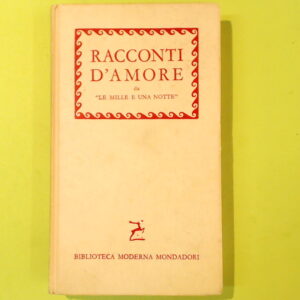 RACCONTI
D'AMORE
da
"LE MILLE E UNA NOTTE"
BIBLIOTECA MODERNA MONDADORI